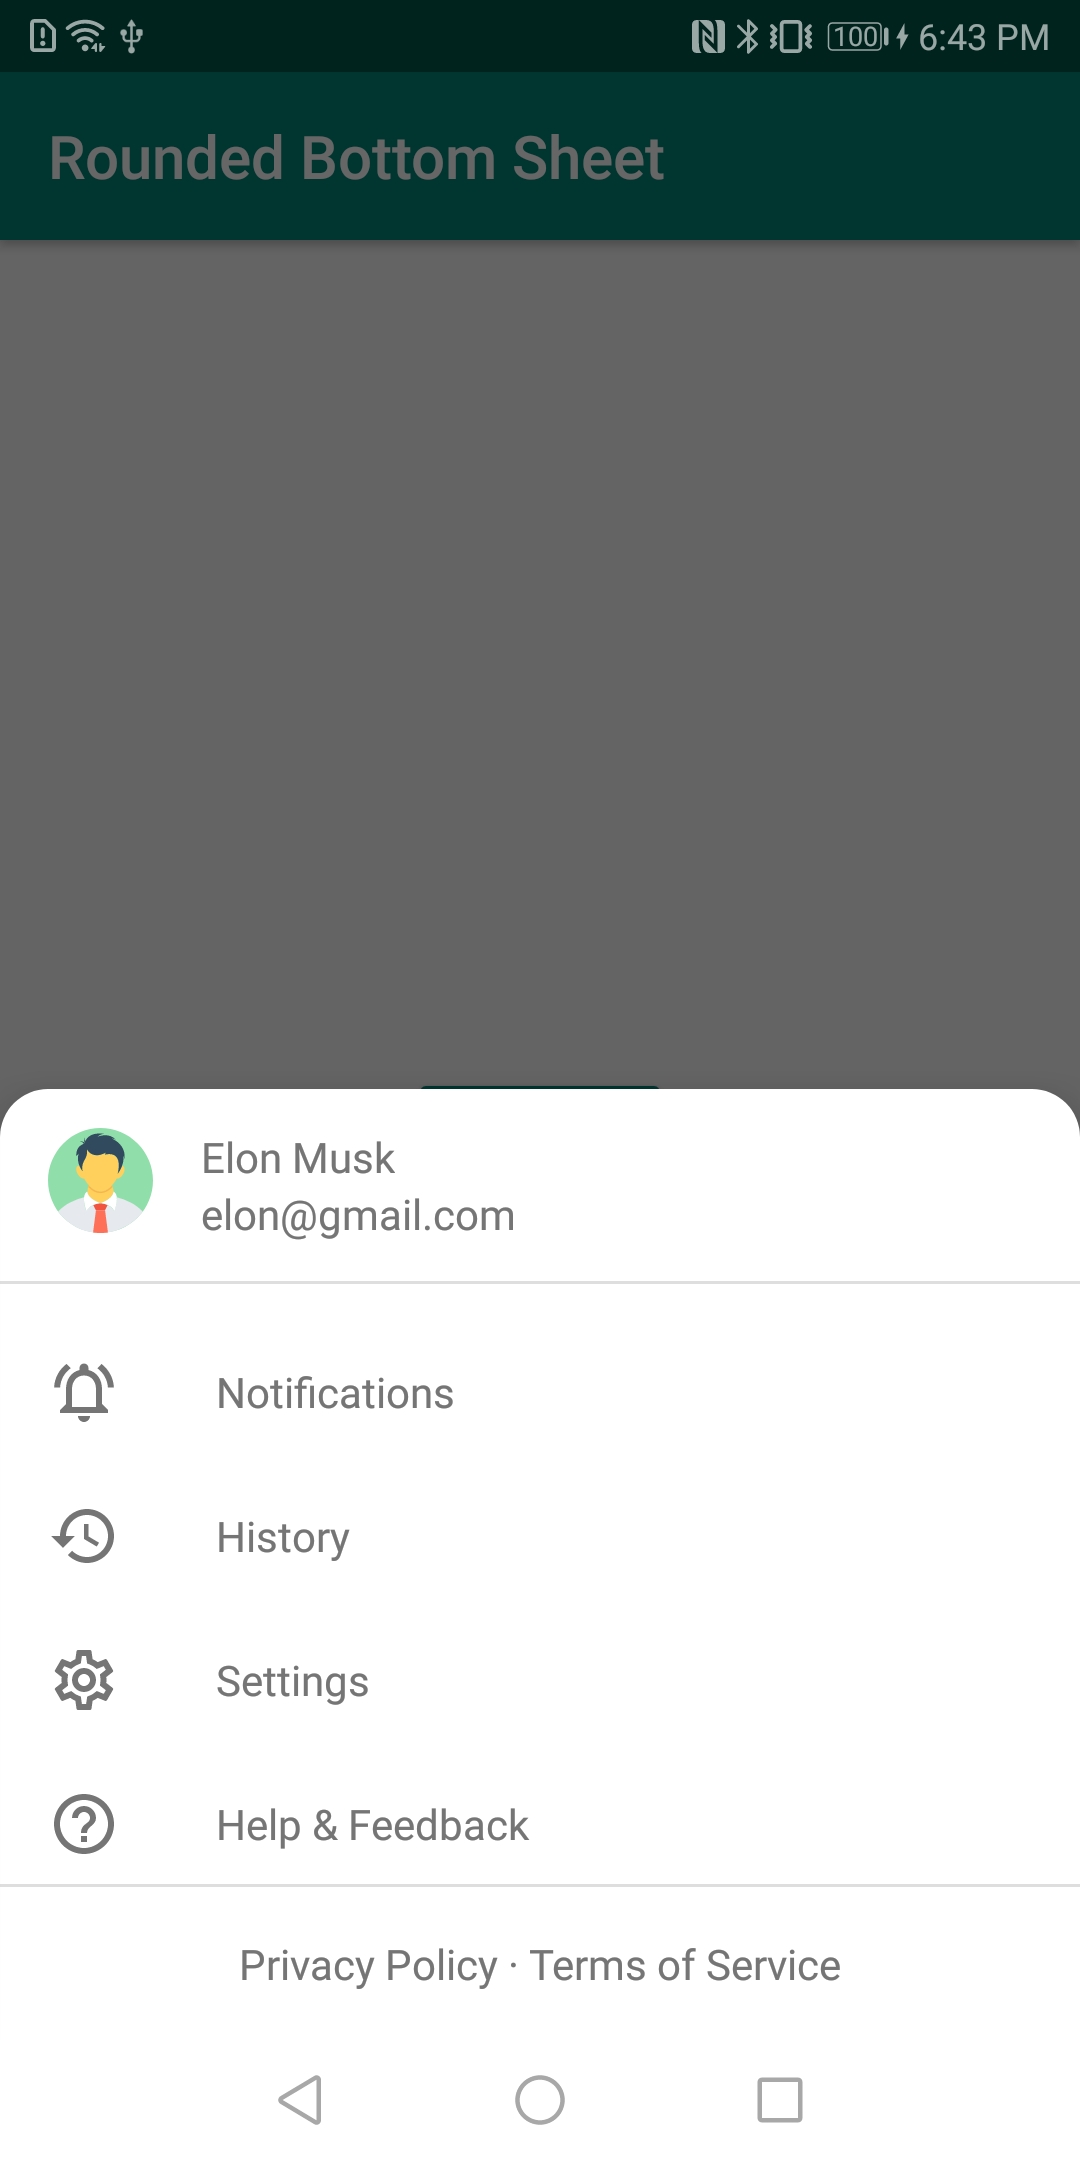 100 6:43 PM
Rounded Bottom Sheet
Elon Musk
elon@gmail.com
Notifications
History
Settings
Help & Feedback
Privacy Policy · Terms of Service